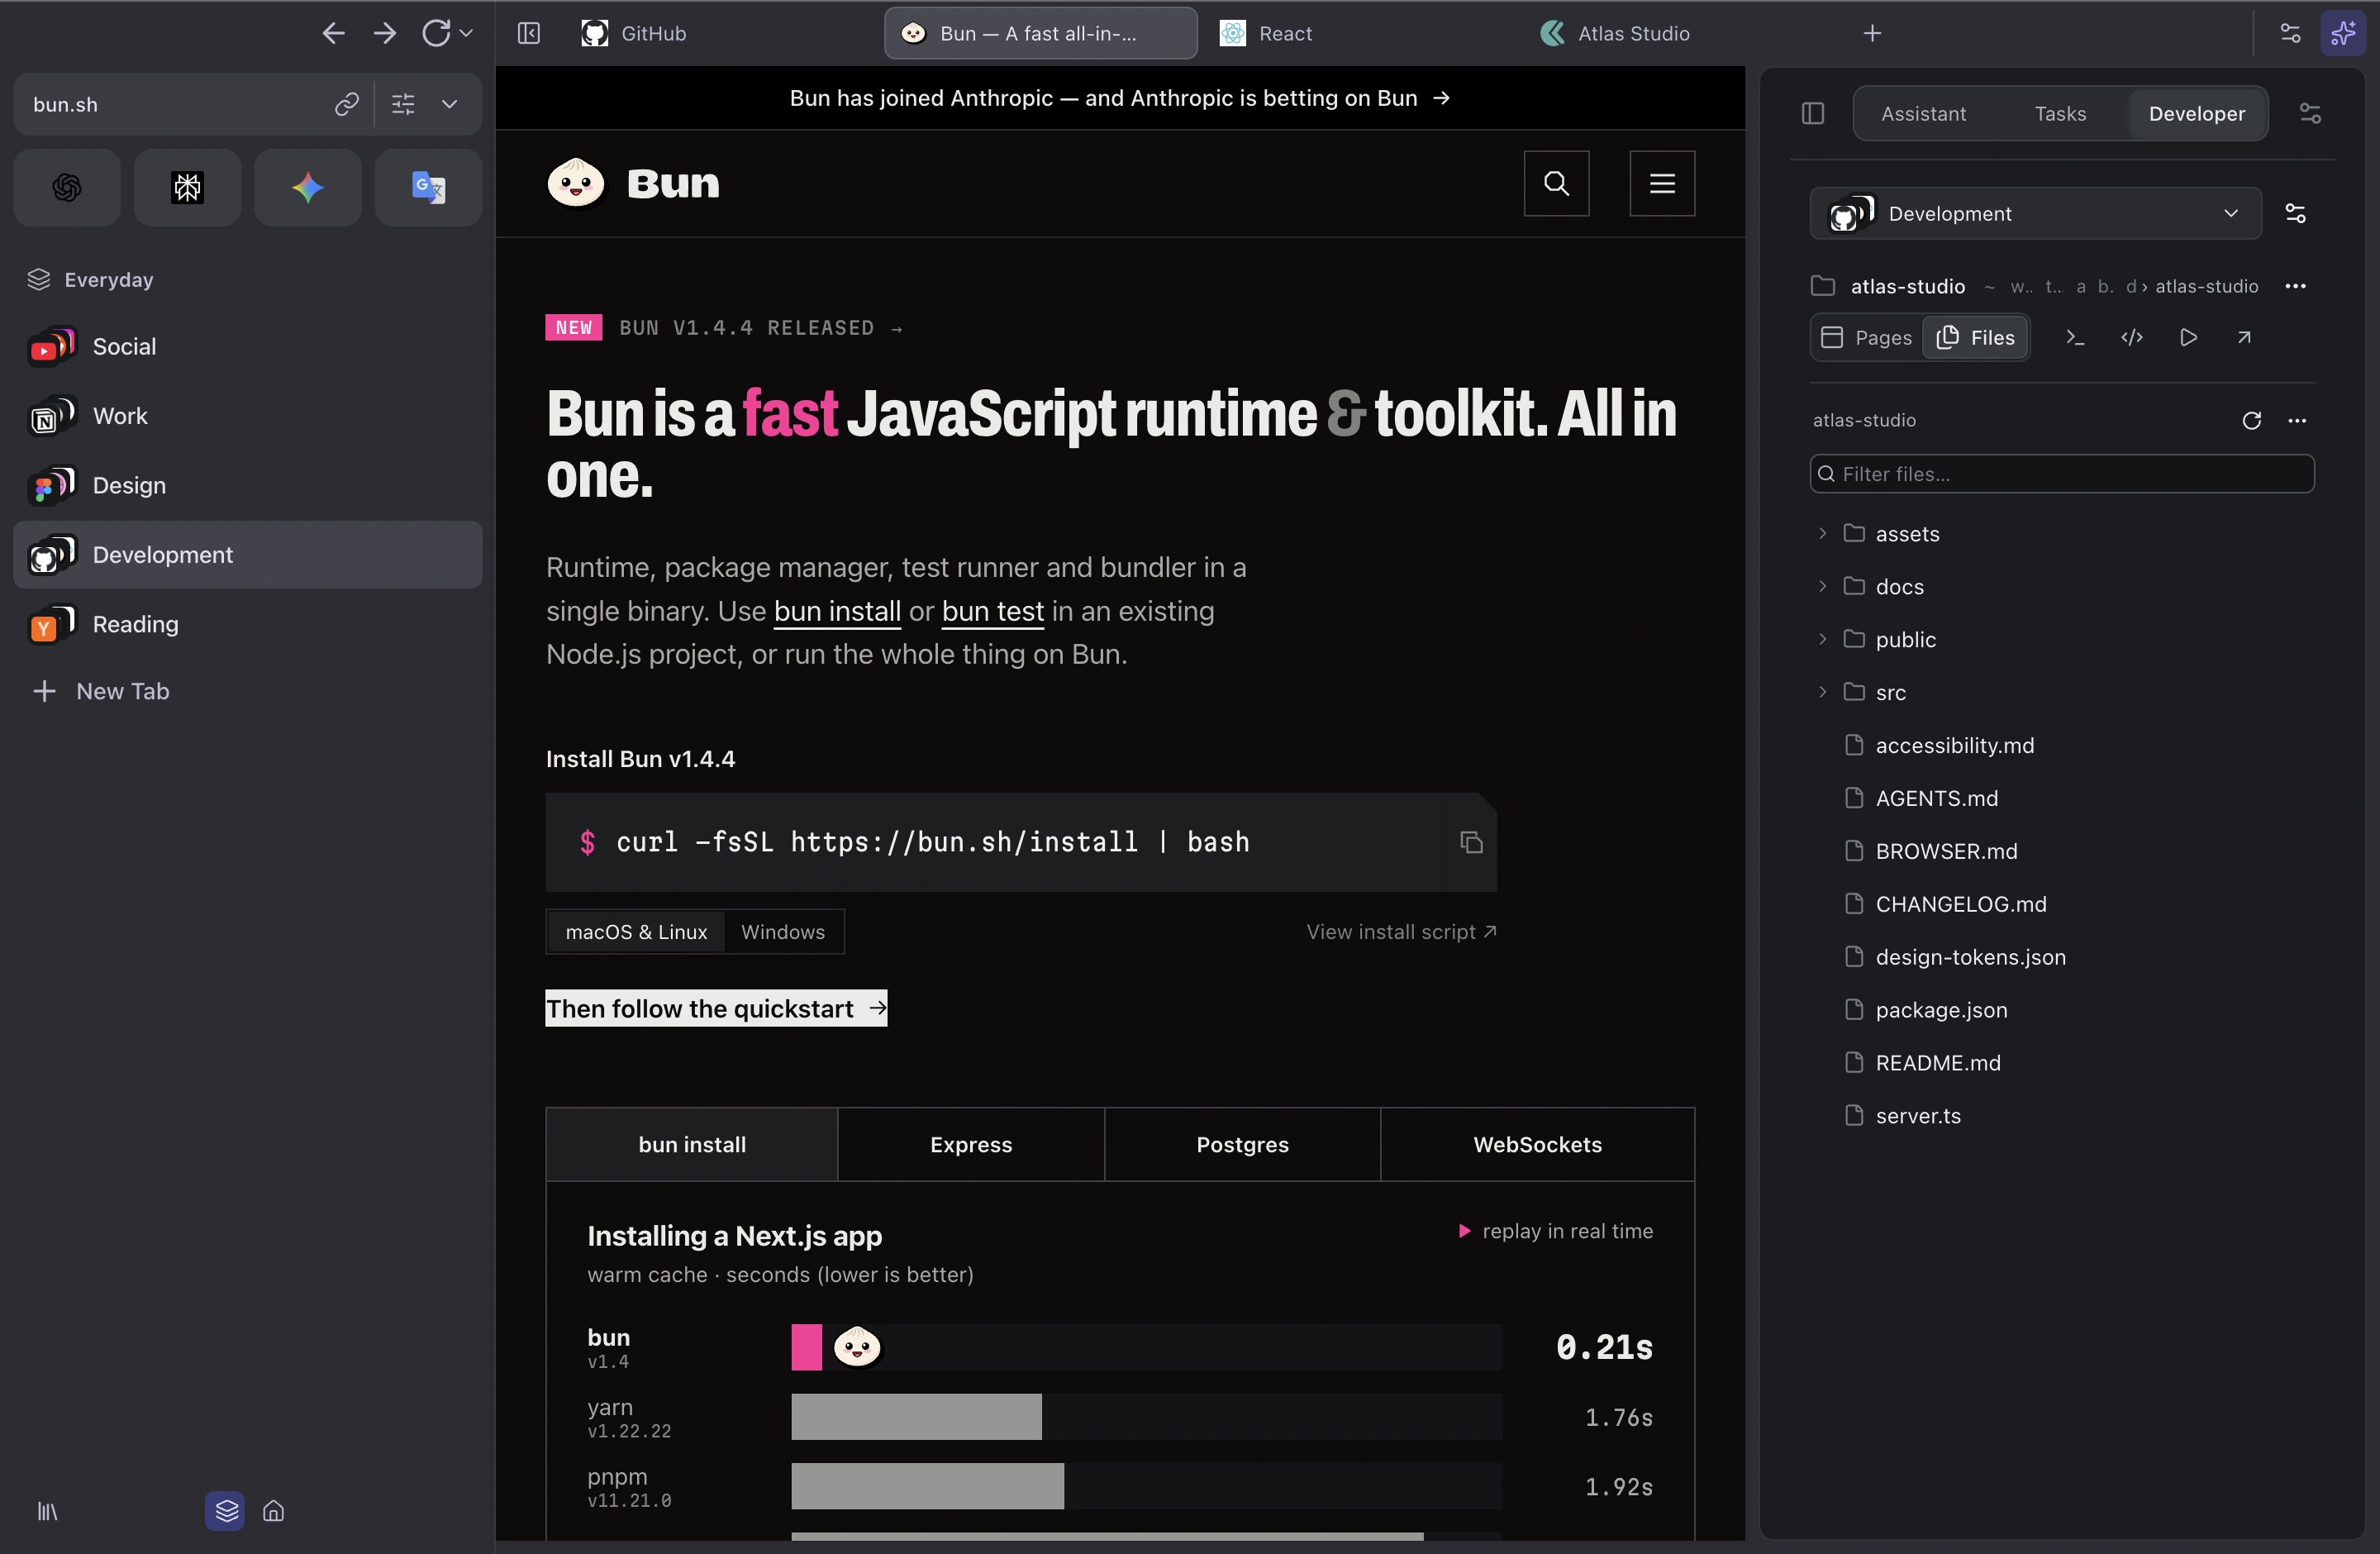 GitHub
Bun — A fast all-in-...
React
Atlas Studio
bun.sh
Everyday
Social
Work
Design
Development
Reading
New Tab
Bun has joined Anthropic — and Anthropic is betting on Bun →
Bun
NEW BUN V1.4.4 RELEASED →
Bun is a fast JavaScript runtime & toolkit. All in
one.
Runtime, package manager, test runner and bundler in a
single binary. Use bun install or bun test in an existing
Node.js project, or run the whole thing on Bun.
Install Bun v1.4.4
$ curl -fsSL https://bun.sh/install | bash
macOS & Linux Windows View install script ↗
Then follow the quickstart →
bun install Express Postgres WebSockets
Installing a Next.js app replay in real time
warm cache · seconds (lower is better)
bun
v1.4
0.21s
yarn
v1.22.22
1.76s
pnpm
v11.21.0
1.92s
Assistant Tasks Developer
Development
atlas-studio ~ w.. t... a b. d › atlas-studio
Pages Files
atlas-studio
Filter files...
assets
docs
public
src
accessibility.md
AGENTS.md
BROWSER.md
CHANGELOG.md
design-tokens.json
package.json
README.md
server.ts